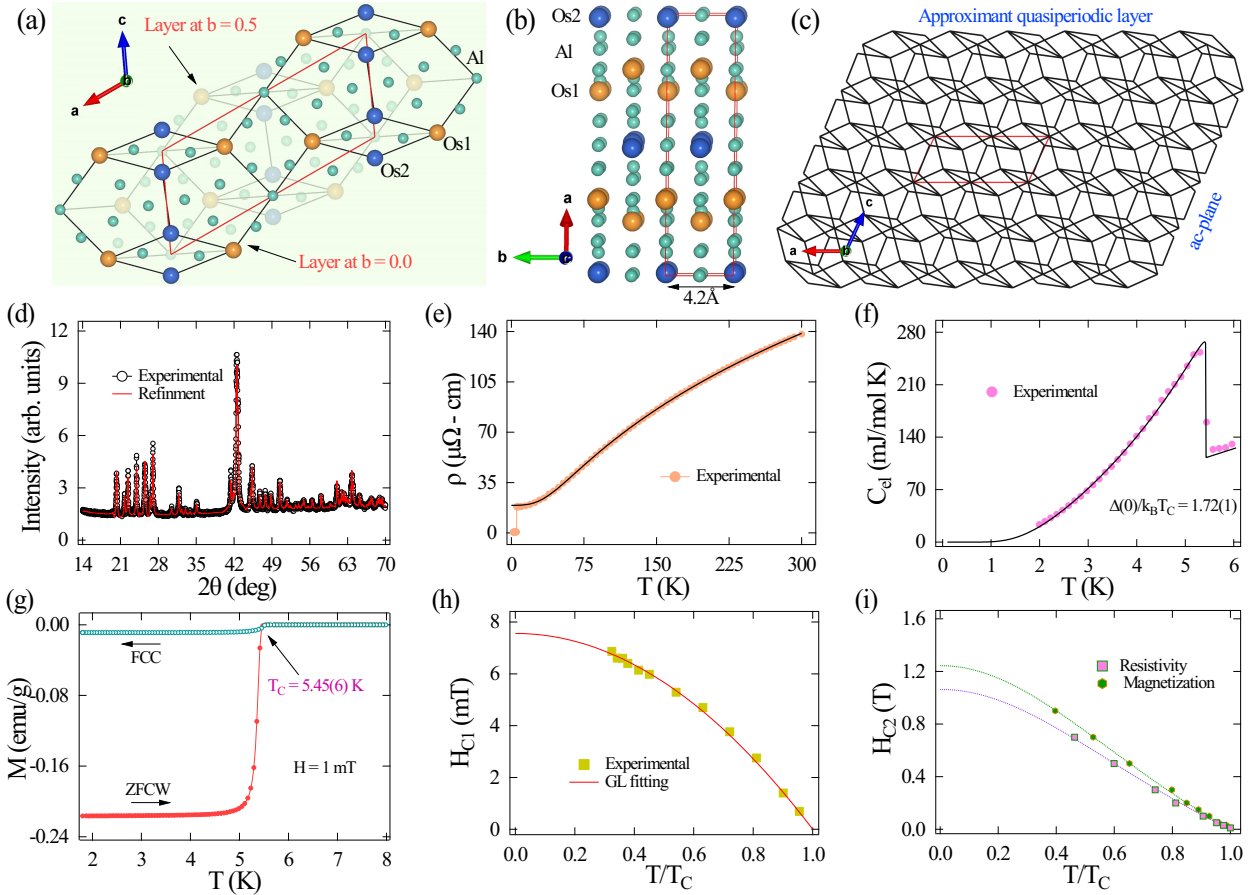 (a)
c
b
a
Layer at b = 0.5
Al
Os1
Os2
Layer at b = 0.0
(b)
Os2
Al
Os1
a
b
c
4.2Å
(c)
Approximant quasiperiodic layer
ac-plane
c
a
b
(d)
12
9
6
3
0
Intensity (arb. units)
Experimental
Refinment
14 21 28 35 42 49 56 63 70
2θ (deg)
(e)
140
105
70
35
0
ρ (μΩ - cm)
Experimental
0 75 150 225 300
T (K)
(f)
280
210
140
70
0
C_el (mJ/mol K)
Experimental
Δ(0)/k_BT_C = 1.72(1)
0 1 2 3 4 5 6
T (K)
(g)
0.00
-0.08
-0.16
-0.24
M (emu/g)
FCC
T_C = 5.45(6) K
H = 1 mT
ZFCW
2 3 4 5 6 7 8
T (K)
(h)
8
6
4
2
0
H_C1 (mT)
Experimental
GL fitting
0.0 0.2 0.4 0.6 0.8 1.0
T/T_C
(i)
1.6
1.2
0.8
0.4
0.0
H_C2 (T)
Resistivity
Magnetization
0.0 0.2 0.4 0.6 0.8 1.0
T/T_C